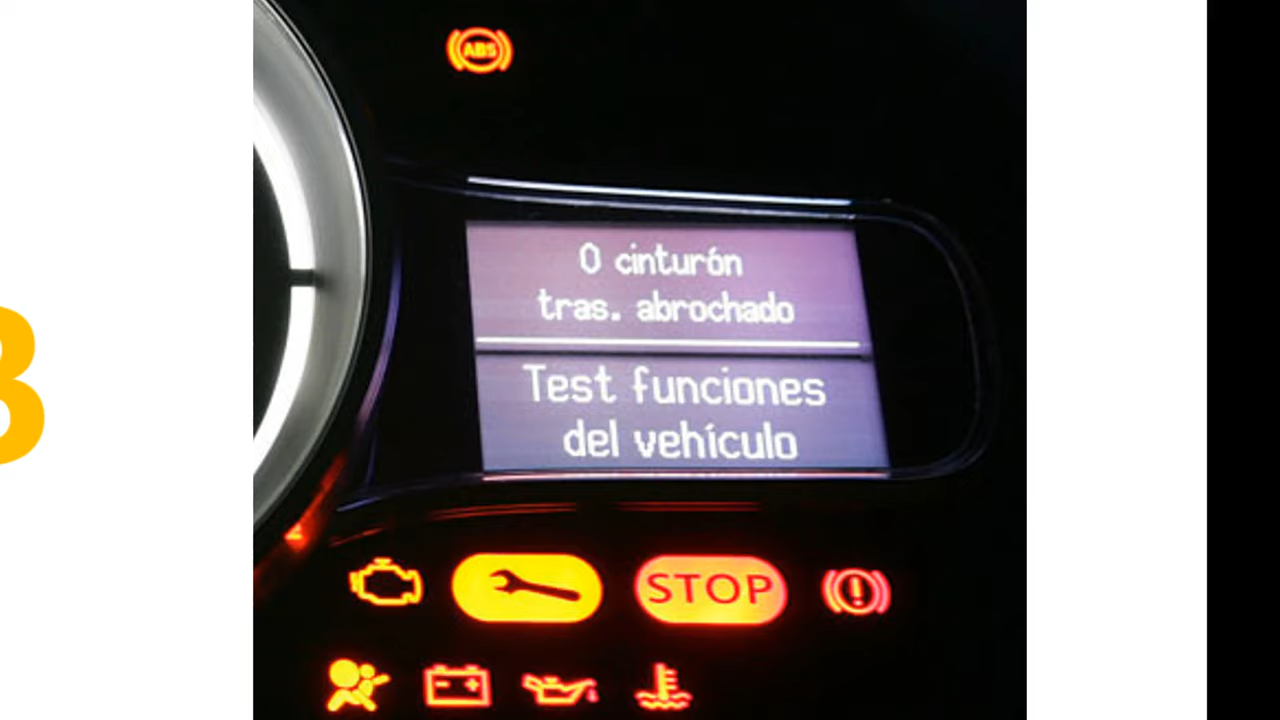 ABS
0 cinturón
tras. abrochado
Test funciones
del vehículo
STOP